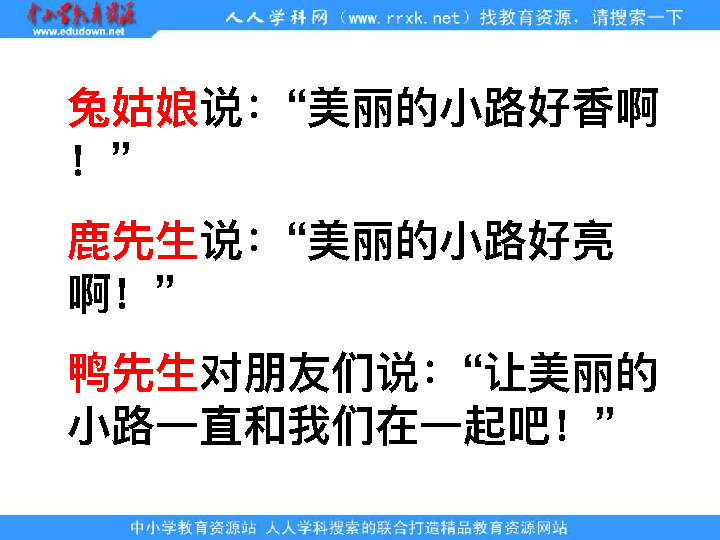 中小学教育资源
www.edudown.net
人人学科网（www.rrxk.net）找教育资源，请搜索一下
兔姑娘说：“美丽的小路好香啊
！”
鹿先生说：“美丽的小路好亮
啊！”
鸭先生对朋友们说：“让美丽的
小路一直和我们在一起吧！”
中小学教育资源站 人人学科搜索的联合打造精品教育资源网站